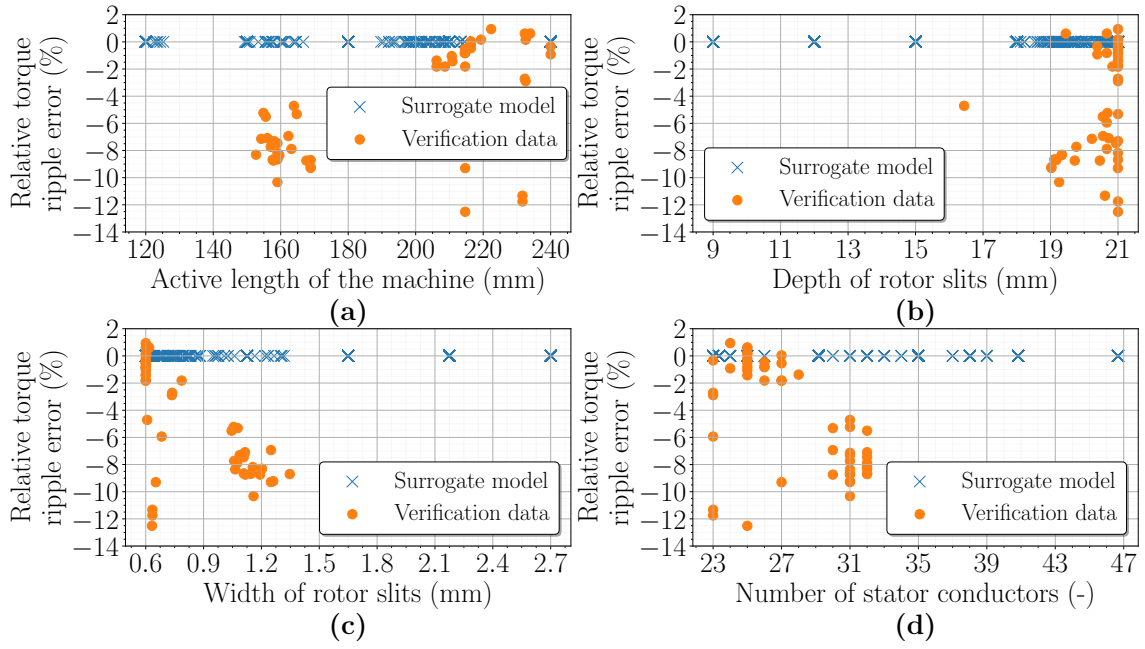 2
0
−2
−4
−6
−8
−10
−12
−14
Relative torque
ripple error (%)
Surrogate model
Verification data
120 140 160 180 200 220 240
Active length of the machine (mm)
(a)
2
0
−2
−4
−6
−8
−10
−12
−14
Relative torque
ripple error (%)
Surrogate model
Verification data
9 11 13 15 17 19 21
Depth of rotor slits (mm)
(b)
2
0
−2
−4
−6
−8
−10
−12
−14
Relative torque
ripple error (%)
Surrogate model
Verification data
0.6 0.9 1.2 1.5 1.8 2.1 2.4 2.7
Width of rotor slits (mm)
(c)
2
0
−2
−4
−6
−8
−10
−12
−14
Relative torque
ripple error (%)
Surrogate model
Verification data
23 27 31 35 39 43 47
Number of stator conductors (-)
(d)